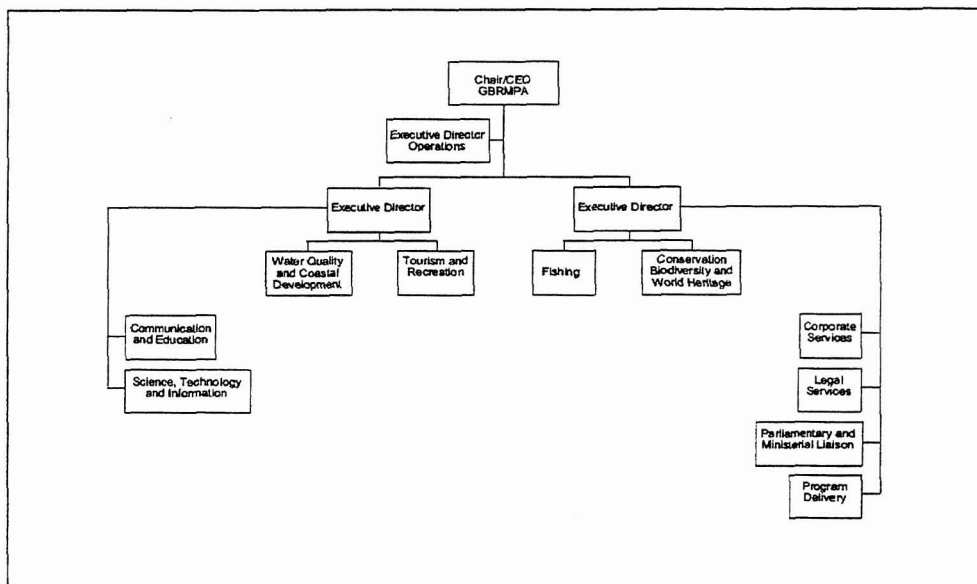 Chair/CEO
GBRMPA
Executive Director
Operations
Executive Director
Executive Director
Water Quality
and Coastal
Development
Tourism and
Recreation
Fishing
Conservation
Biodiversity and
World Heritage
Communication
and Education
Science, Technology
and Information
Corporate
Services
Legal
Services
Parliamentary and
Ministerial Liaison
Program
Delivery